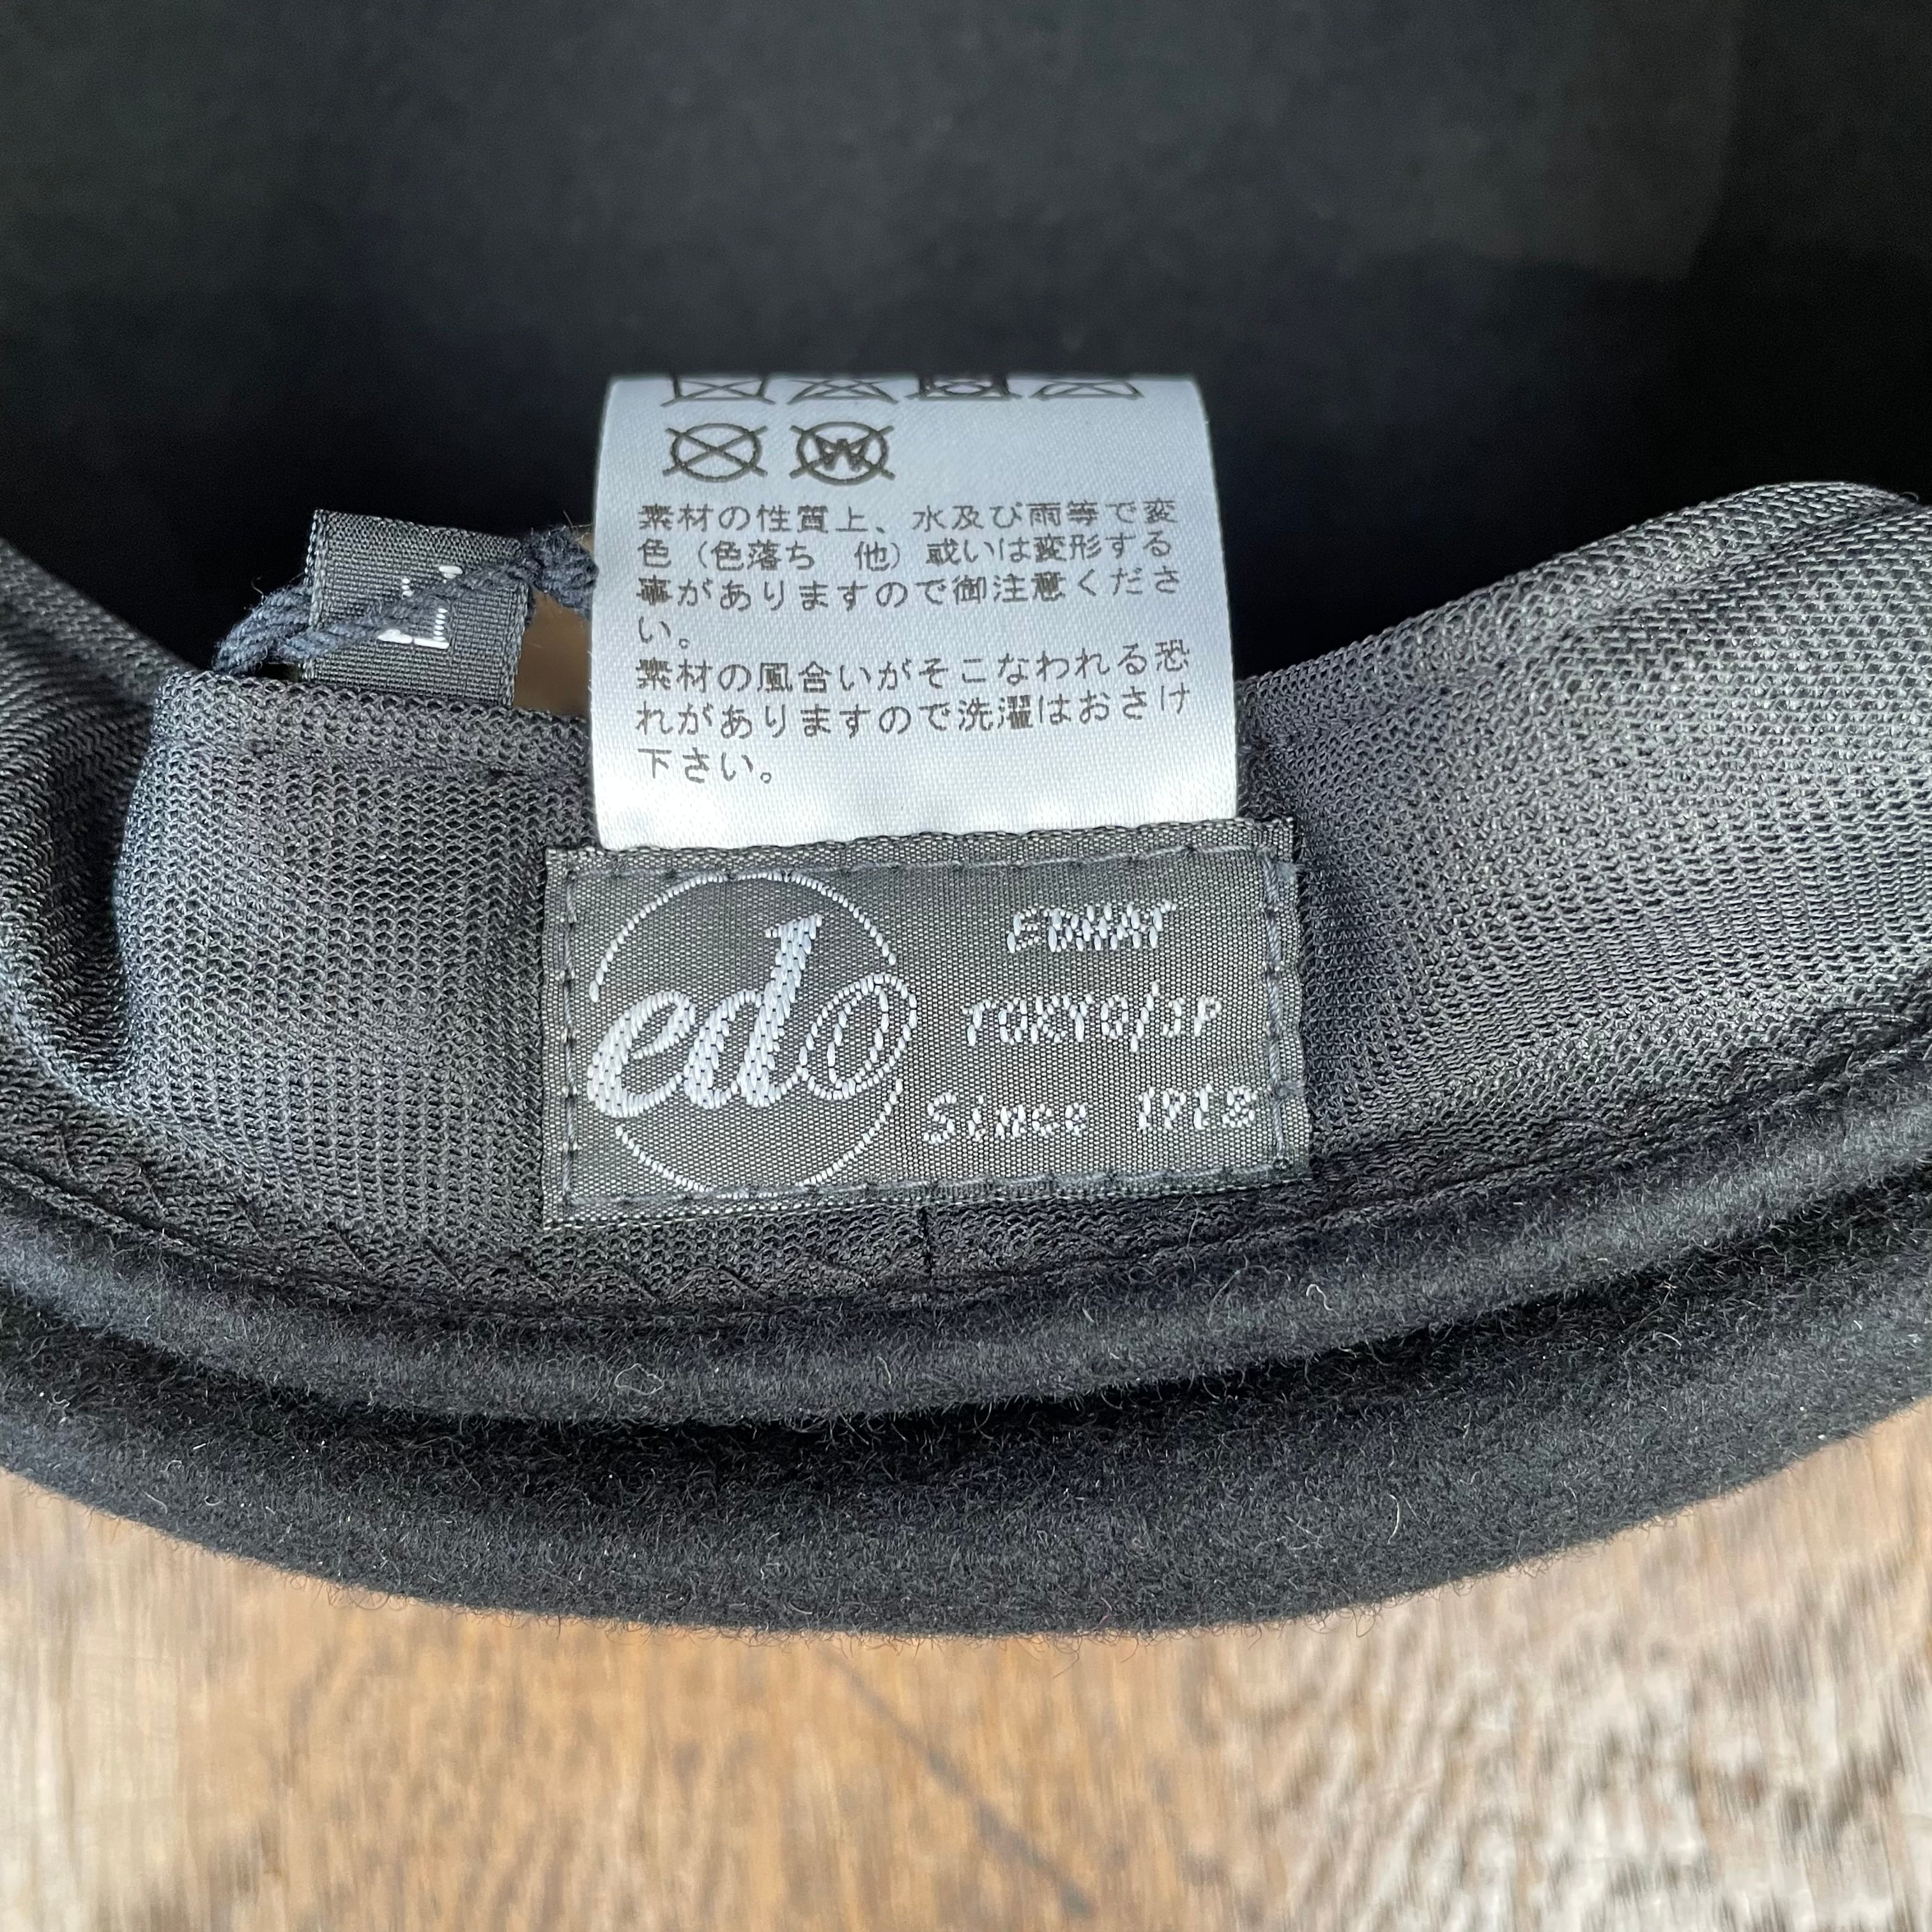 素材の性質上、水及び雨等で変
色（色落ち　他）或いは変形する
事がありますので御注意くださ
い。
素材の風合いがそこなわれる恐
れがありますので洗濯はおさけ
下さい。
edo
EDHAT
TOKYO/JP
Since 1918